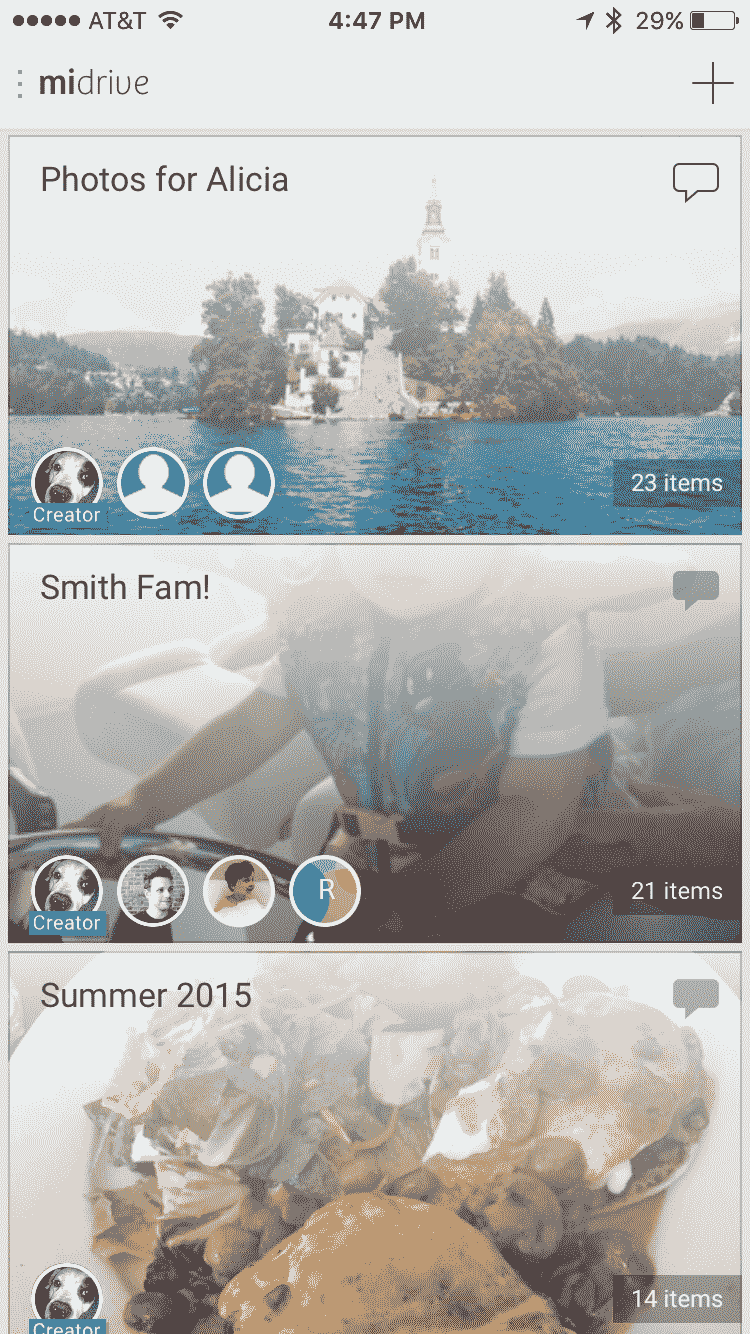 AT&T 4:47 PM 29%
midrive
Photos for Alicia
Creator
23 items
Smith Fam!
R
Creator
21 items
Summer 2015
14 items
Creator